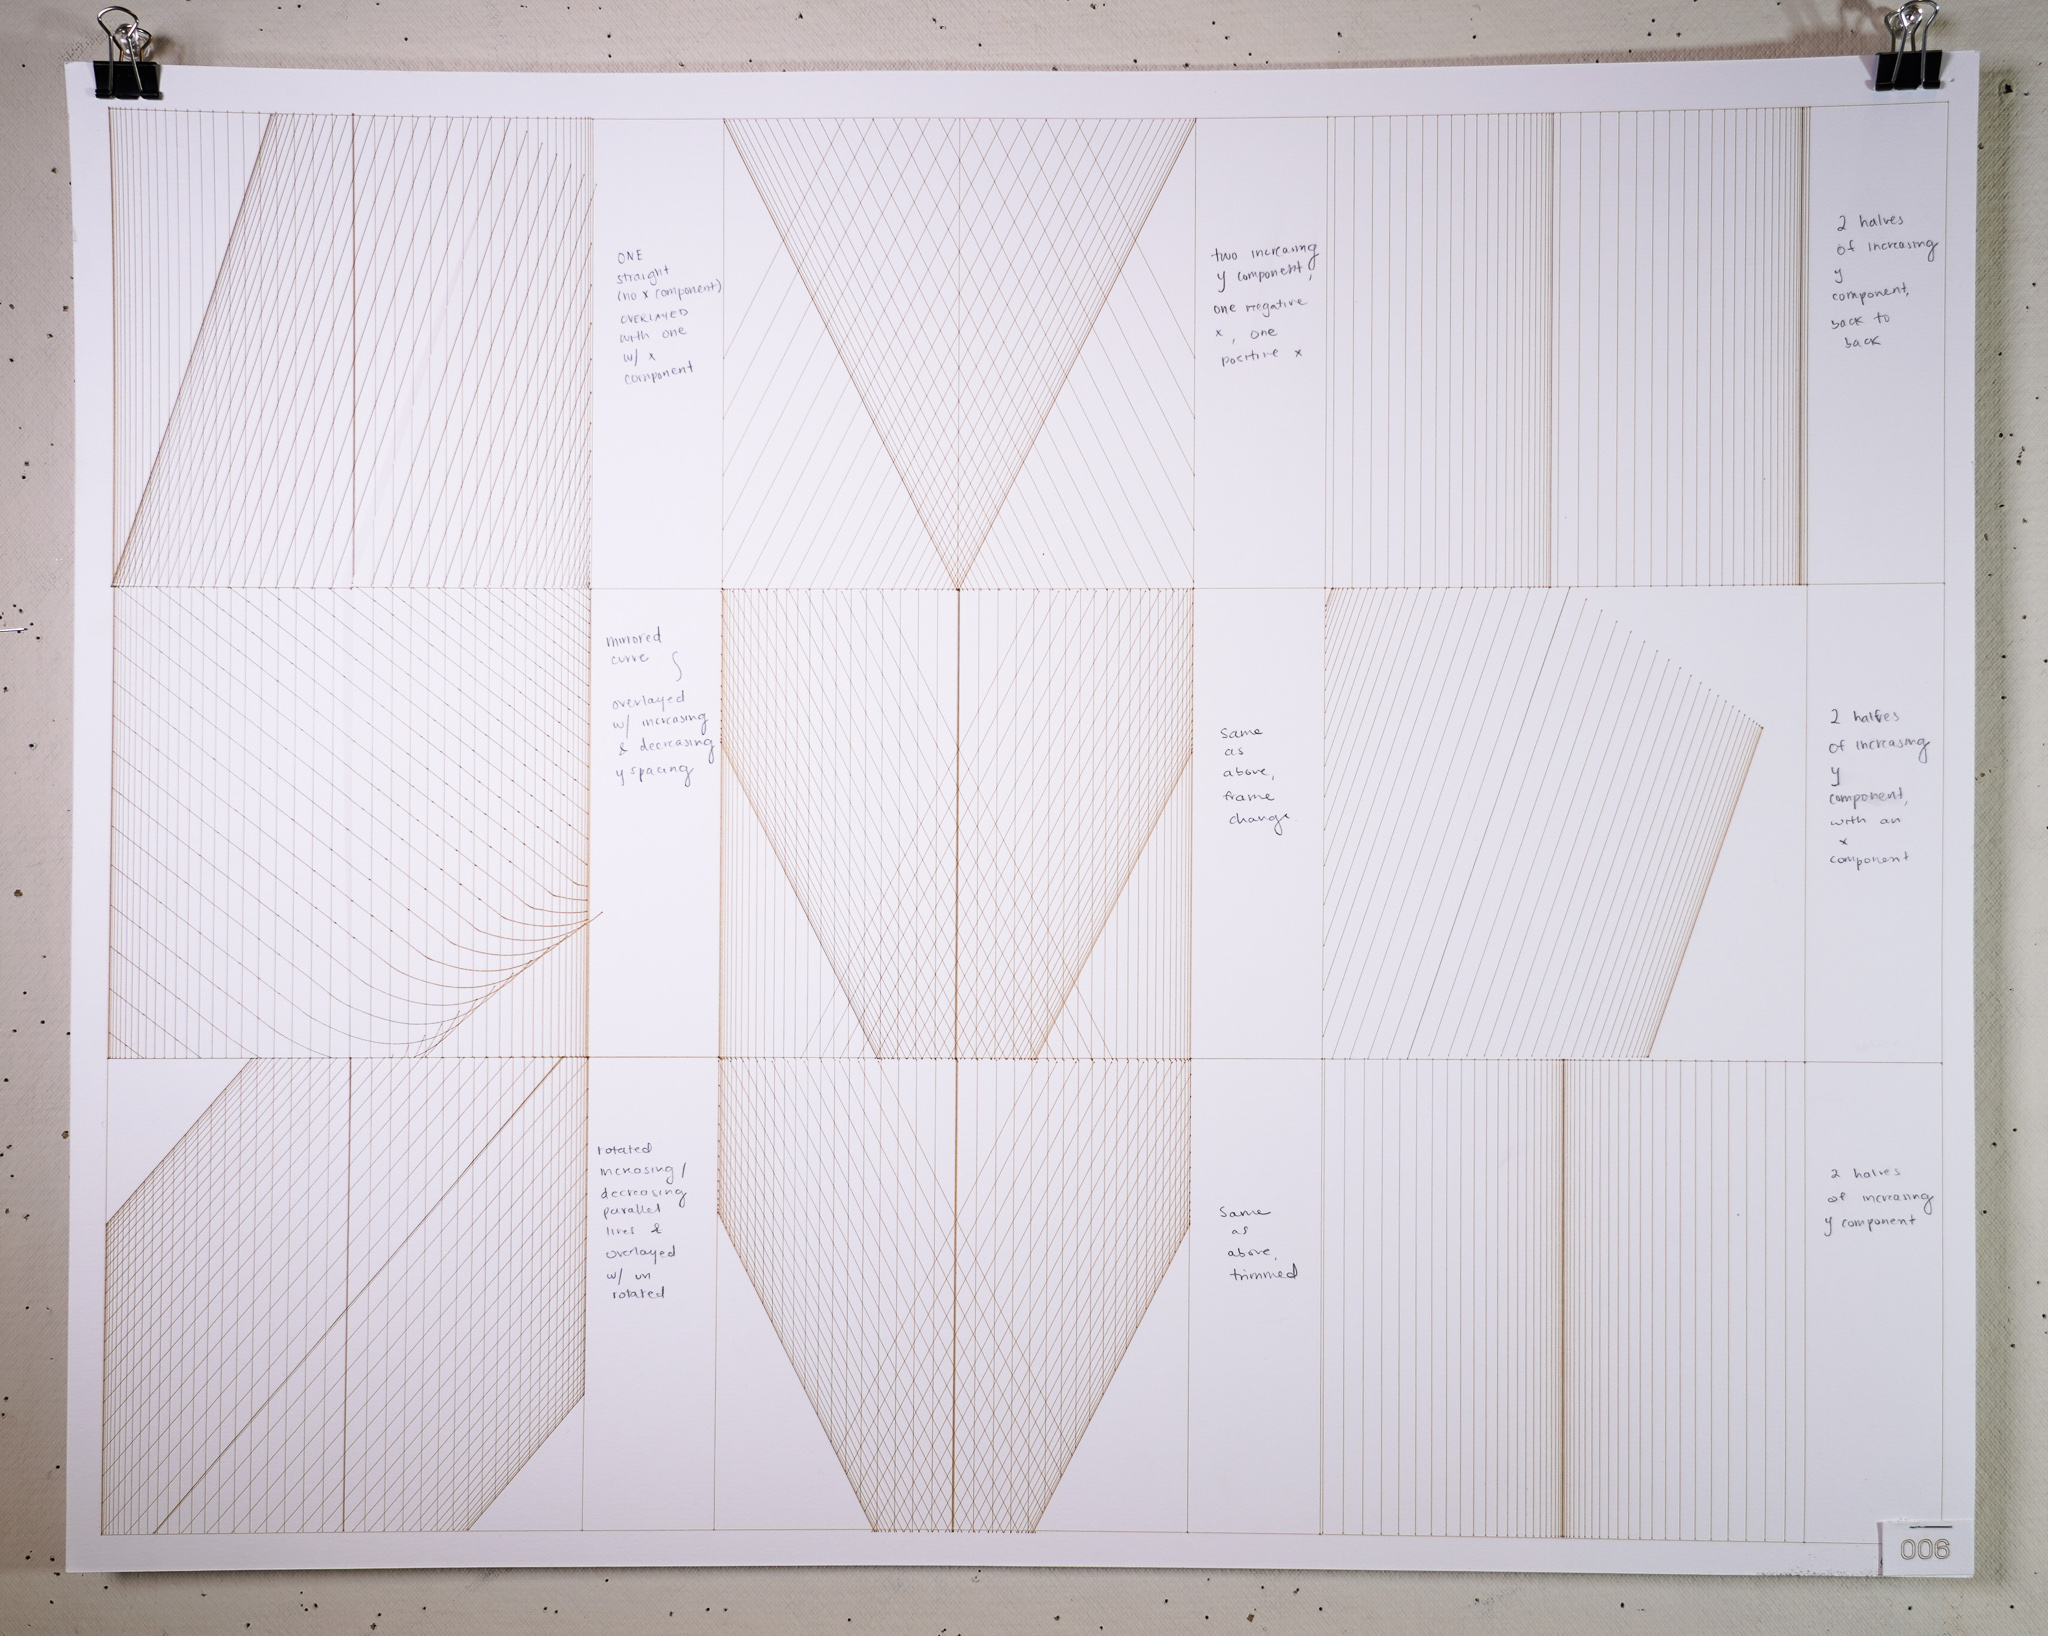 ONE
straight
(no x component)
OVERLAYED
with one
w/ x
component
two increasing
y component,
one negative
x, one
positive x
2 halves
of increasing
y
component,
back to
back
mirrored
curve
overlayed
w/ increasing
& decreasing
y spacing
same
as
above,
frame
change
2 halves
of increasing
y
component,
with an
x
component
rotated
increasing/
decreasing
parallel
lines &
overlayed
w/ un
rotated
same
as
above,
trimmed
2 halves
of increasing
y component
006